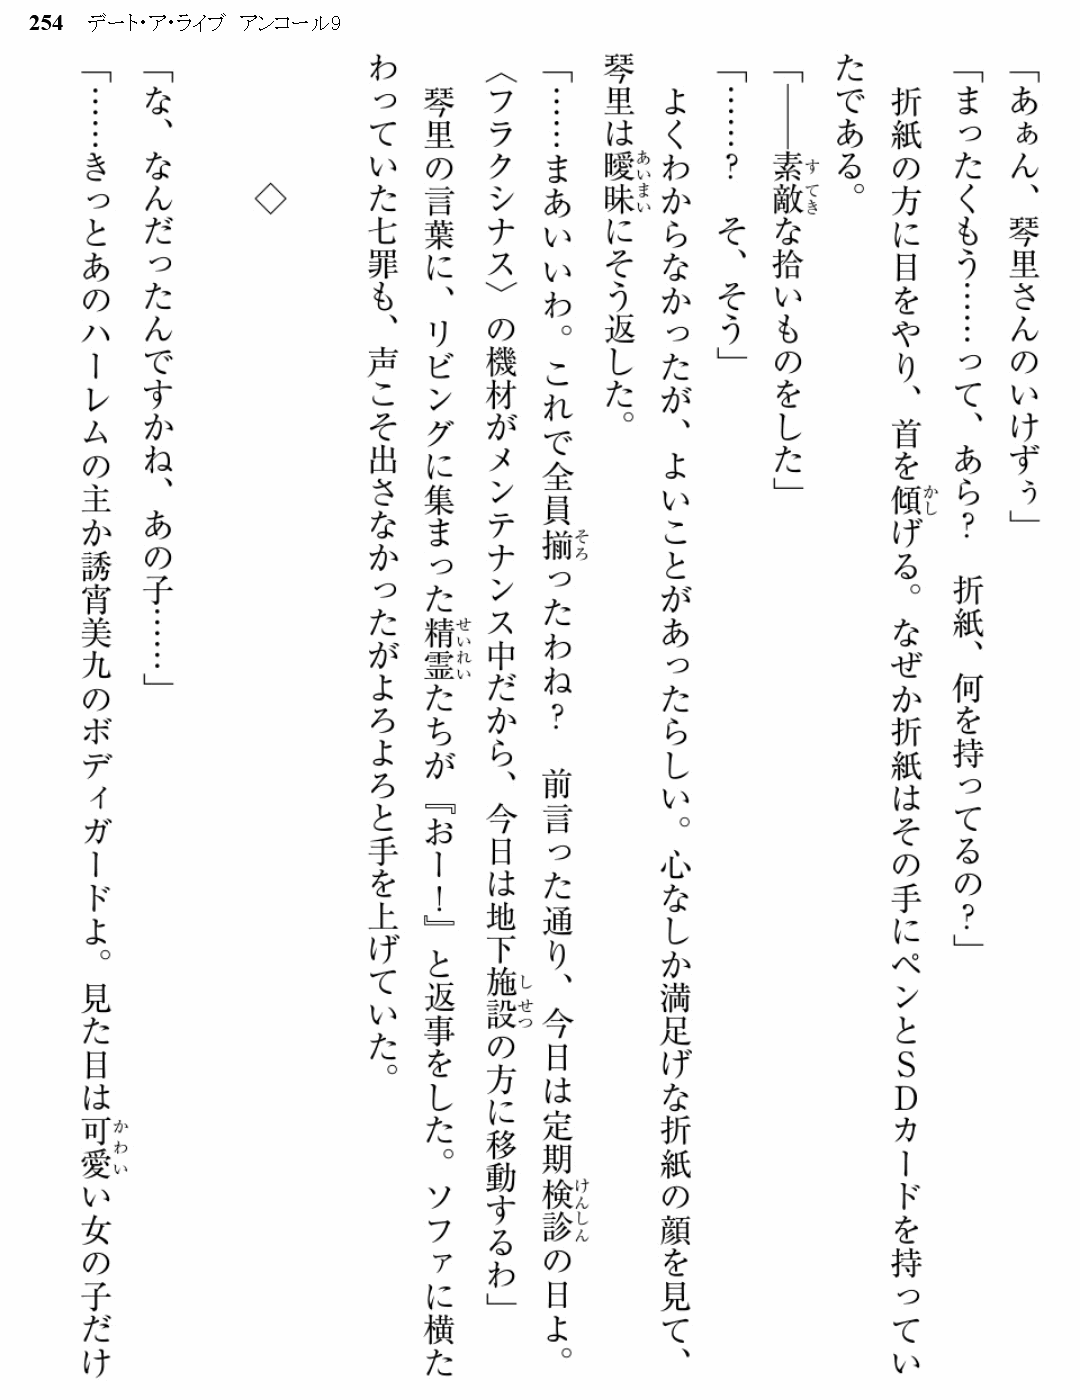 254 デート・ア・ライブ アンコール9
「あぁん、琴里さんのいけずぅ」
「まったくもう……って、あら？　折紙、何を持ってるの？」
　折紙の方に目をやり、首を傾げる。なぜか折紙はその手にペンとＳＤカードを持ってい
たである。
「――素敵な拾いものをした」
「……？　そ、そう」
　よくわからなかったが、よいことがあったらしい。心なしか満足げな折紙の顔を見て、
琴里は曖昧にそう返した。
「……まあいいわ。これで全員揃ったわね？　前言った通り、今日は定期検診の日よ。
〈フラクシナス〉の機材がメンテナンス中だから、今日は地下施設の方に移動するわ」
　琴里の言葉に、リビングに集まった精霊たちが『おー！』と返事をした。ソファに横た
わっていた七罪も、声こそ出さなかったがよろよろと手を上げていた。
◇
「な、なんだったんですかね、あの子……」
「……きっとあのハーレムの主か誘宵美九のボディガードよ。見た目は可愛い女の子だけ